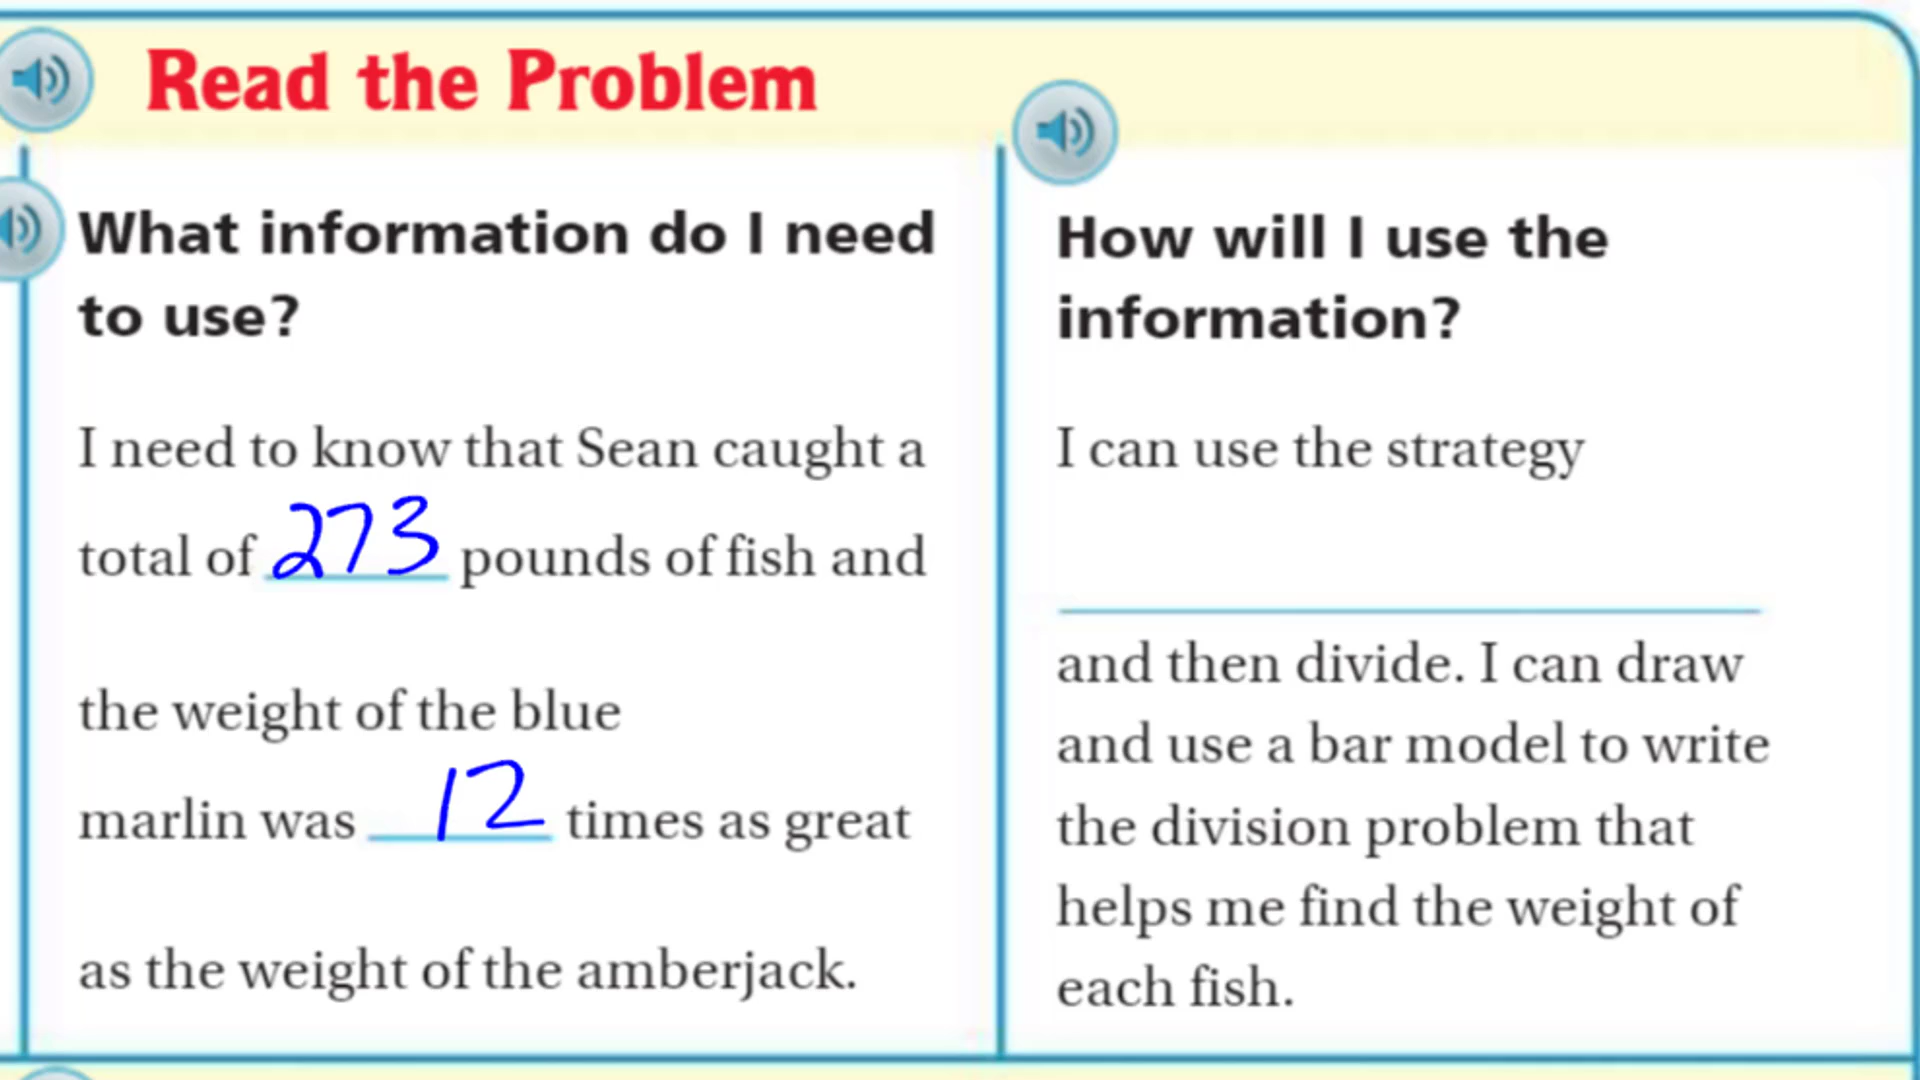 Read the Problem
What information do I need
to use?
I need to know that Sean caught a
total of 273 pounds of fish and
the weight of the blue
marlin was 12 times as great
as the weight of the amberjack.
How will I use the
information?
I can use the strategy
and then divide. I can draw
and use a bar model to write
the division problem that
helps me find the weight of
each fish.